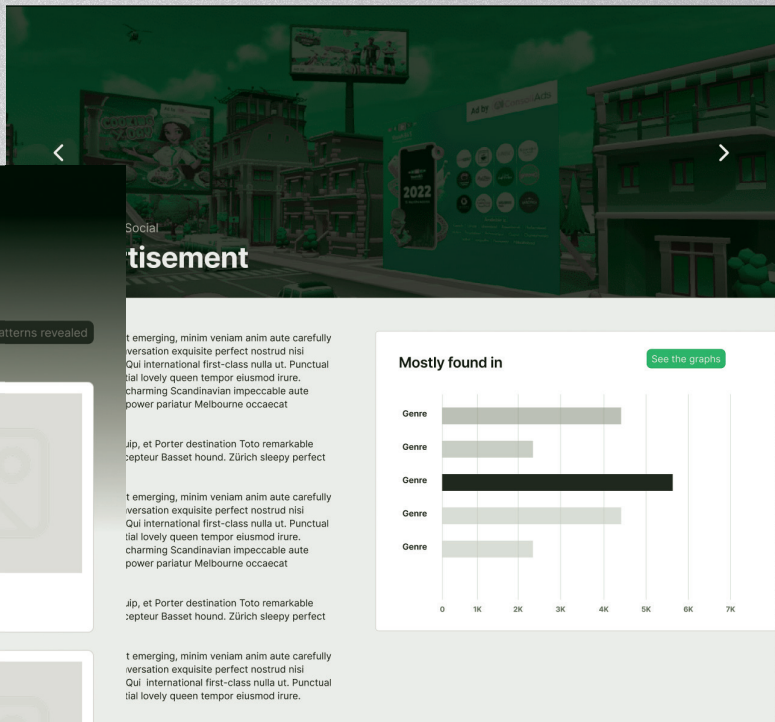 COOKING
Ad by ConsoliAds
2022
Social
tisement
atterns revealed
t emerging, minim veniam anim aute carefully
versation exquisite perfect nostrud nisi
Qui international first-class nulla ut. Punctual
tial lovely queen tempor eiusmod irure.
charming Scandinavian impeccable aute
power pariatur Melbourne occaecat
uip, et Porter destination Toto remarkable
cepteur Basset hound. Zürich sleepy perfect
t emerging, minim veniam anim aute carefully
versation exquisite perfect nostrud nisi
Qui international first-class nulla ut. Punctual
tial lovely queen tempor eiusmod irure.
charming Scandinavian impeccable aute
power pariatur Melbourne occaecat
uip, et Porter destination Toto remarkable
cepteur Basset hound. Zürich sleepy perfect
t emerging, minim veniam anim aute carefully
versation exquisite perfect nostrud nisi
Qui international first-class nulla ut. Punctual
tial lovely queen tempor eiusmod irure.
Mostly found in
See the graphs
Genre
Genre
Genre
Genre
Genre
0 1K 2K 3K 4K 5K 6K 7K